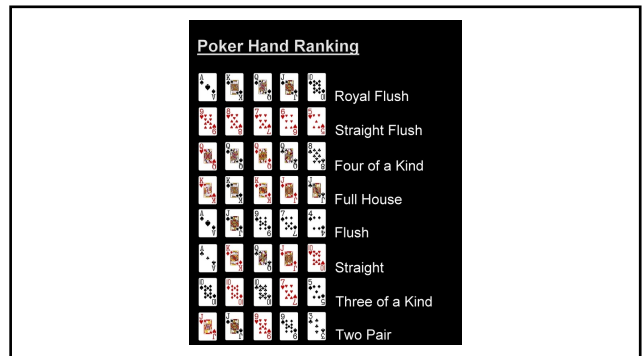 Poker Hand Ranking
Royal Flush
Straight Flush
Four of a Kind
Full House
Flush
Straight
Three of a Kind
Two Pair